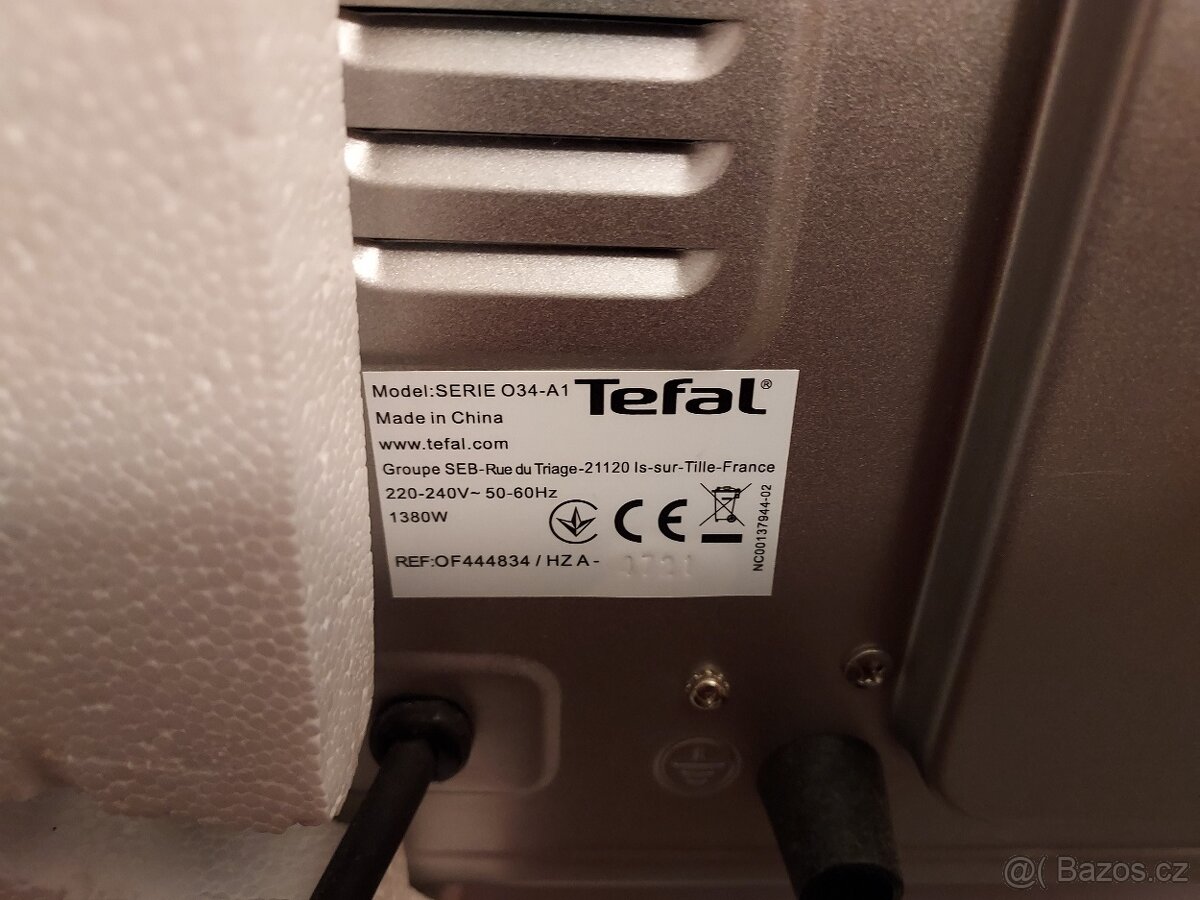 Model:SERIE O34-A1 Tefal®
Made in China
www.tefal.com
Groupe SEB-Rue du Triage-21120 Is-sur-Tille-France
220-240V~ 50-60Hz
1380W
CE
NC00137944-02
REF:OF444834 / HZ A-
@( Bazos.cz